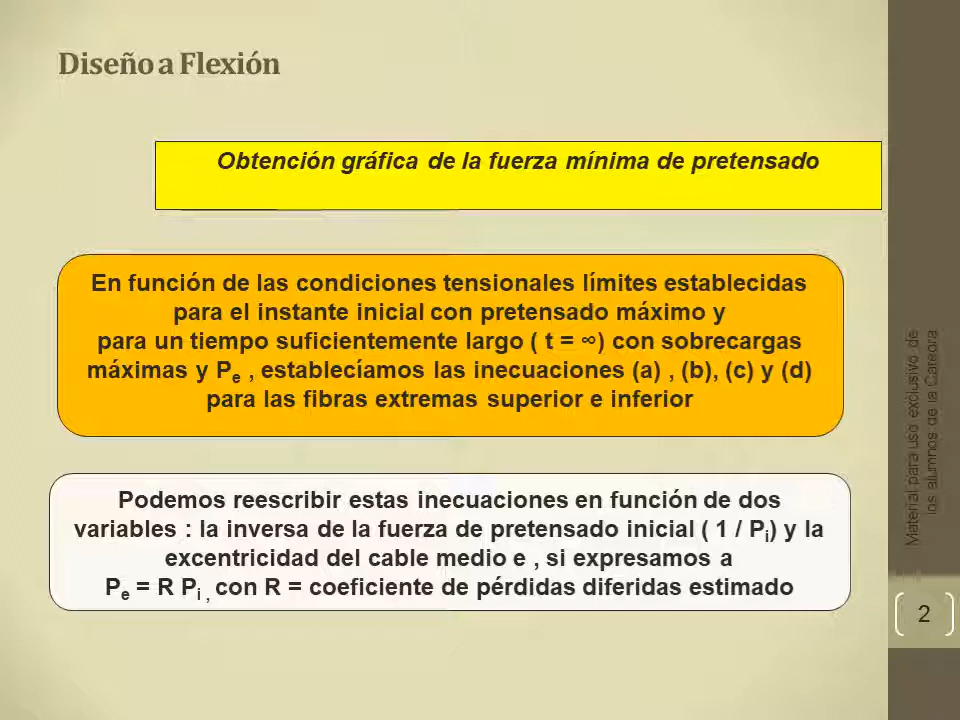 Diseño a Flexión
Obtención gráfica de la fuerza mínima de pretensado
En función de las condiciones tensionales límites establecidas
para el instante inicial con pretensado máximo y
para un tiempo suficientemente largo ( t = ∞) con sobrecargas
máximas y Pe , establecíamos las inecuaciones (a) , (b), (c) y (d)
para las fibras extremas superior e inferior
Podemos reescribir estas inecuaciones en función de dos
variables : la inversa de la fuerza de pretensado inicial ( 1 / Pi) y la
excentricidad del cable medio e , si expresamos a
Pe = R Pi , con R = coeficiente de pérdidas diferidas estimado
Material para uso exclusivo de
los alumnos de la Cátedra
2